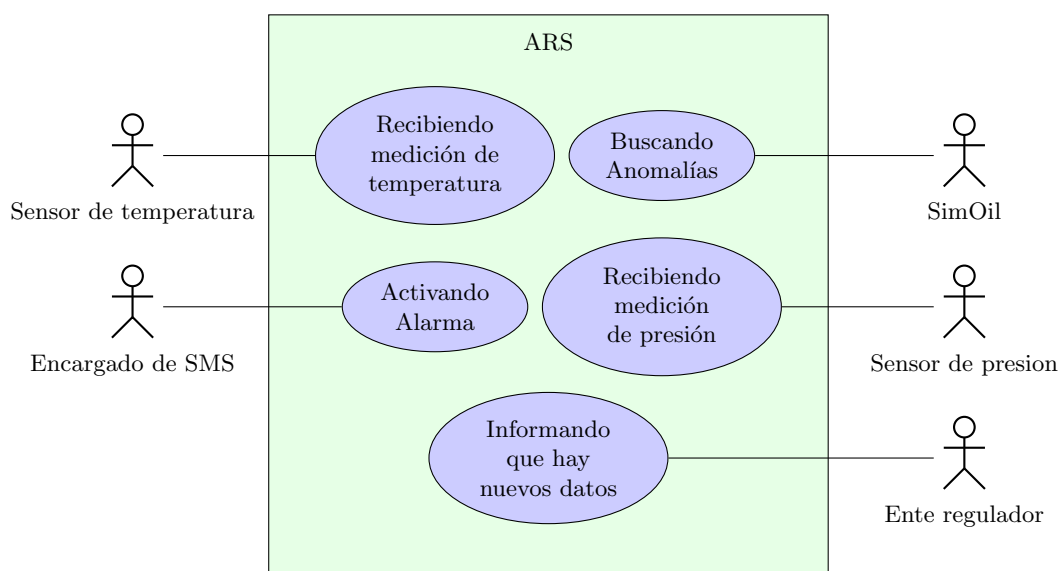 ARS
Recibiendo
medición de
temperatura
Buscando
Anomalías
Sensor de temperatura
SimOil
Activando
Alarma
Recibiendo
medición
de presión
Encargado de SMS
Sensor de presion
Informando
que hay
nuevos datos
Ente regulador